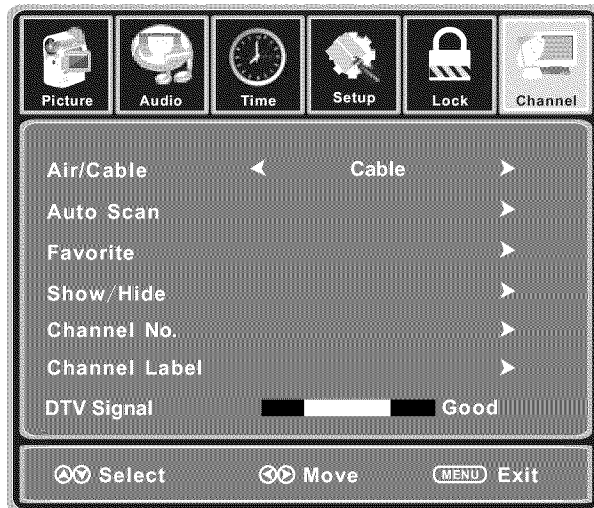 Picture Audio Time Setup Lock Channel
Air/Cable Cable
Auto Scan
Favorite
Show/Hide
Channel No.
Channel Label
DTV Signal Good
Select Move MENU Exit